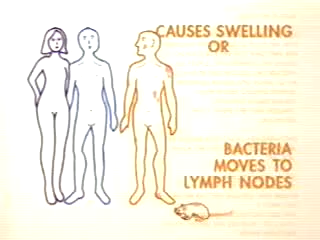 CAUSES SWELLING
OR
BACTERIA
MOVES TO
LYMPH NODES